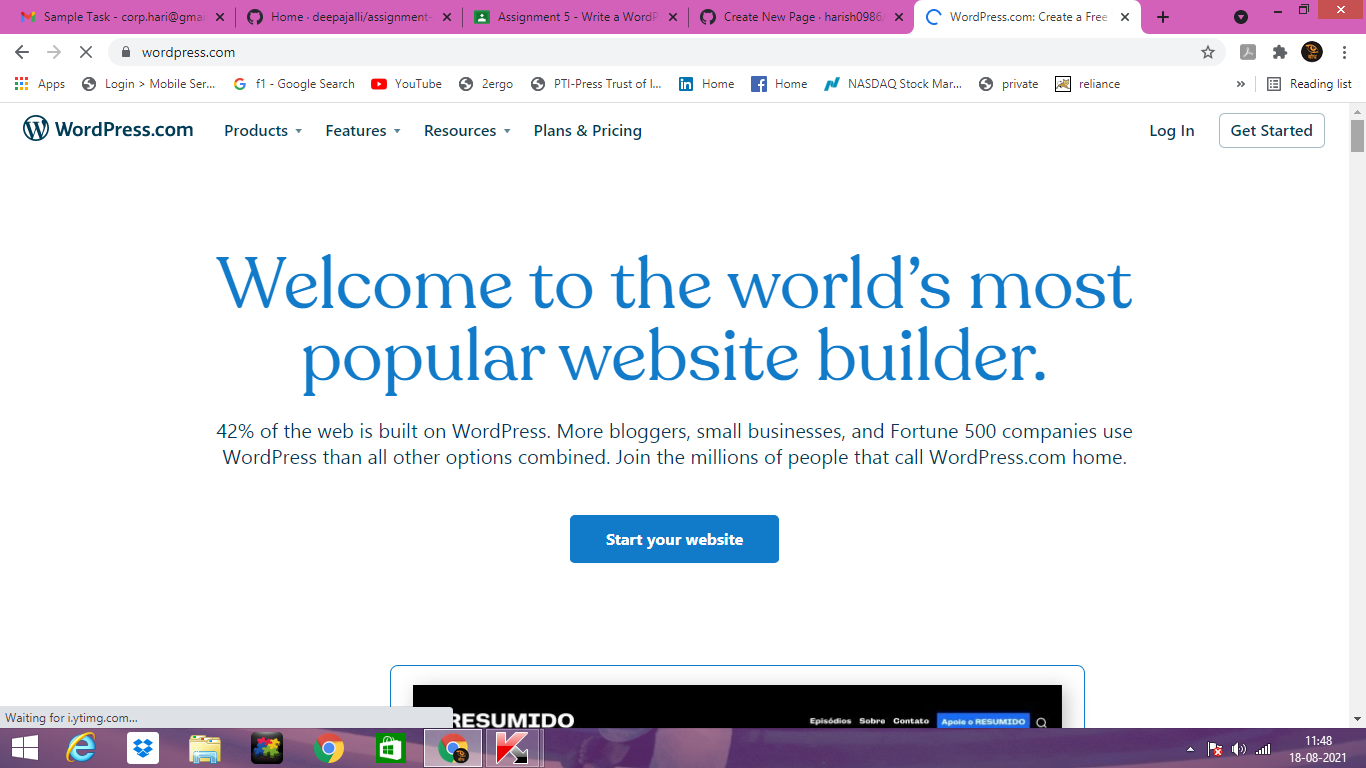 Sample Task - corp.hari@gmai
Home · deepajalli/assignment-
Assignment 5 - Write a WordP
Create New Page · harish0986/
WordPress.com: Create a Free
wordpress.com
Apps
Login > Mobile Ser...
f1 - Google Search
YouTube
2ergo
PTI-Press Trust of I...
Home
Home
NASDAQ Stock Mar...
private
reliance
»
Reading list
WordPress.com
Products
Features
Resources
Plans & Pricing
Log In
Get Started
Welcome to the world’s most
popular website builder.
42% of the web is built on WordPress. More bloggers, small businesses, and Fortune 500 companies use
WordPress than all other options combined. Join the millions of people that call WordPress.com home.
Start your website
RESUMIDO
Episódios
Sobre
Contato
Apoie o RESUMIDO
Waiting for i.ytimg.com...
11:48
18-08-2021